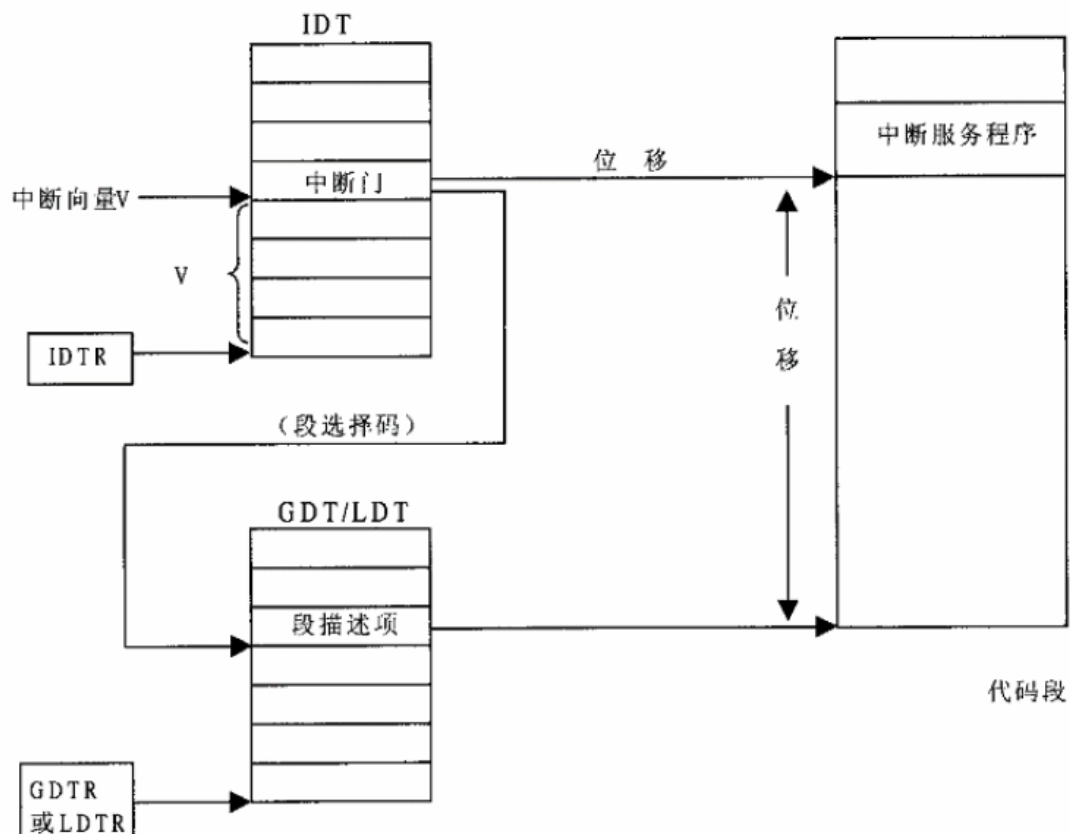 IDT
中断服务程序
位 移
中断门
中断向量V
V
位
移
IDTR
(段选择码)
GDT/LDT
段描述项
代码段
GDTR
或LDTR